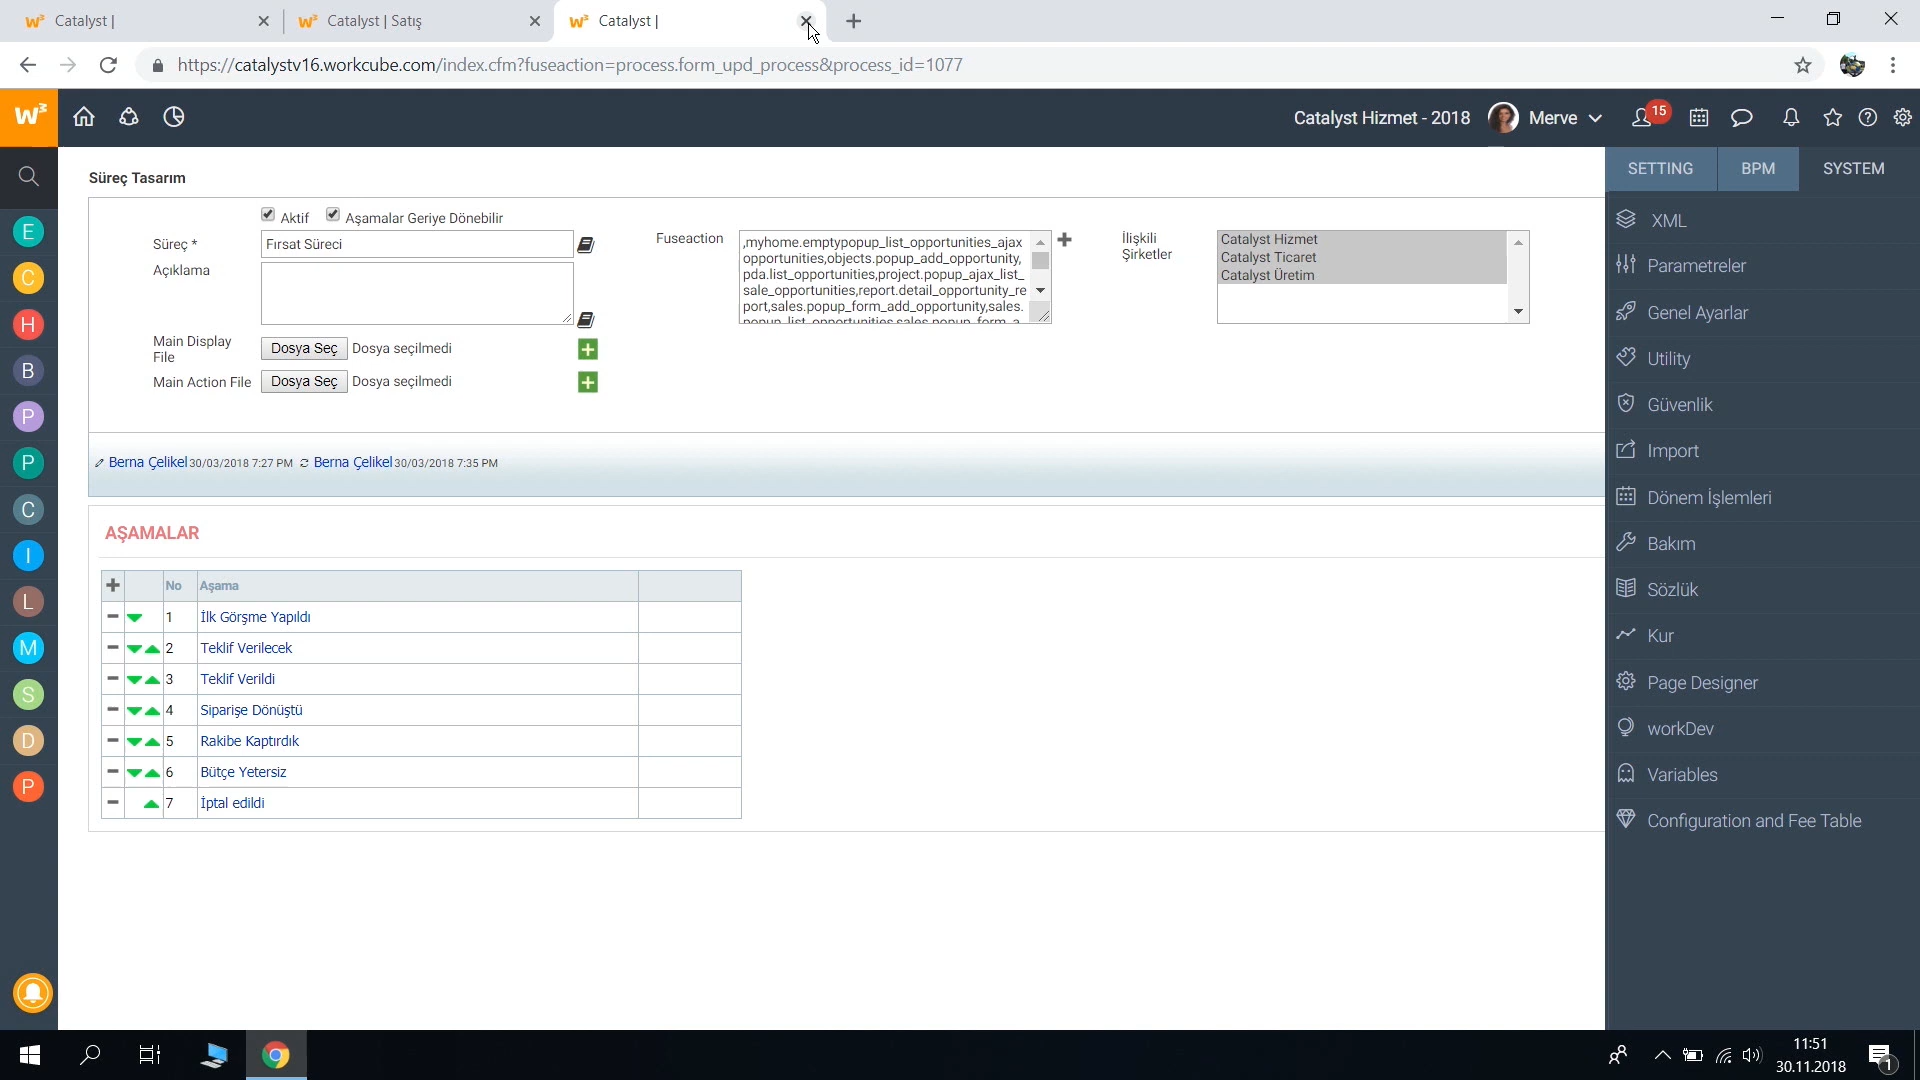 Catalyst |
Catalyst | Satış
Catalyst |
https://catalystv16.workcube.com/index.cfm?fuseaction=process.form_upd_process&process_id=1077
w³
Catalyst Hizmet - 2018
Merve
15
SETTING
BPM
SYSTEM
Süreç Tasarım
Aktif
Aşamalar Geriye Dönebilir
Süreç *
Fırsat Süreci
Açıklama
Main Display
File
Dosya Seç
Dosya seçilmedi
Main Action File
Dosya Seç
Dosya seçilmedi
Fuseaction
,myhome.emptypopup_list_opportunities_ajax
opportunities,objects.popup_add_opportunity,
pda.list_opportunities,project.popup_ajax_list_
sale_opportunities,report.detail_opportunity_re
port,sales.popup_form_add_opportunity,sales.
popup_list_opportunities,sales.popup_form_a
İlişkili
Şirketler
Catalyst Hizmet
Catalyst Ticaret
Catalyst Üretim
Berna Çelikel 30/03/2018 7:27 PM Berna Çelikel 30/03/2018 7:35 PM
AŞAMALAR
No Aşama
1 İlk Görşme Yapıldı
2 Teklif Verilecek
3 Teklif Verildi
4 Siparişe Dönüştü
5 Rakibe Kaptırdık
6 Bütçe Yetersiz
7 İptal edildi
E
C
H
B
P
P
C
I
L
M
S
D
P
XML
Parametreler
Genel Ayarlar
Utility
Güvenlik
Import
Dönem İşlemleri
Bakım
Sözlük
Kur
Page Designer
workDev
Variables
Configuration and Fee Table
11:51
30.11.2018
1